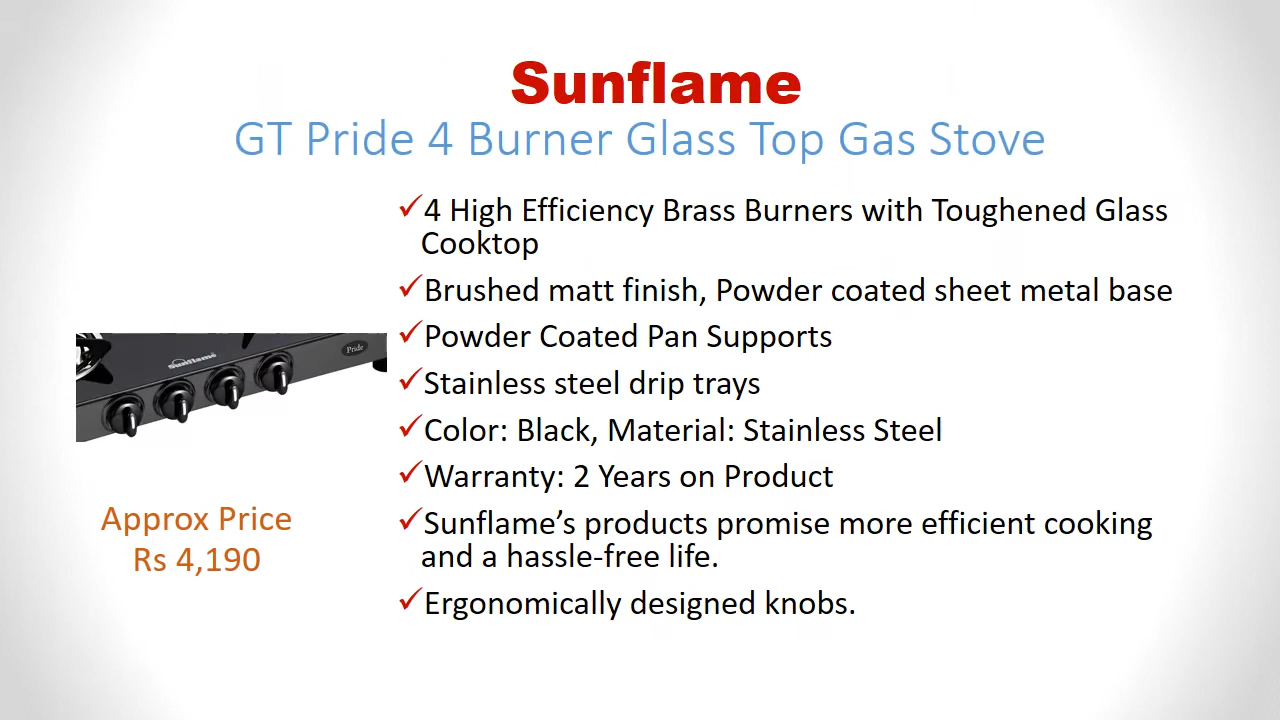 Sunflame
GT Pride 4 Burner Glass Top Gas Stove
✓4 High Efficiency Brass Burners with Toughened Glass
Cooktop
✓Brushed matt finish, Powder coated sheet metal base
✓Powder Coated Pan Supports
✓Stainless steel drip trays
✓Color: Black, Material: Stainless Steel
✓Warranty: 2 Years on Product
✓Sunflame’s products promise more efficient cooking
and a hassle-free life.
✓Ergonomically designed knobs.
Sunflame
Pride
Approx Price
Rs 4,190